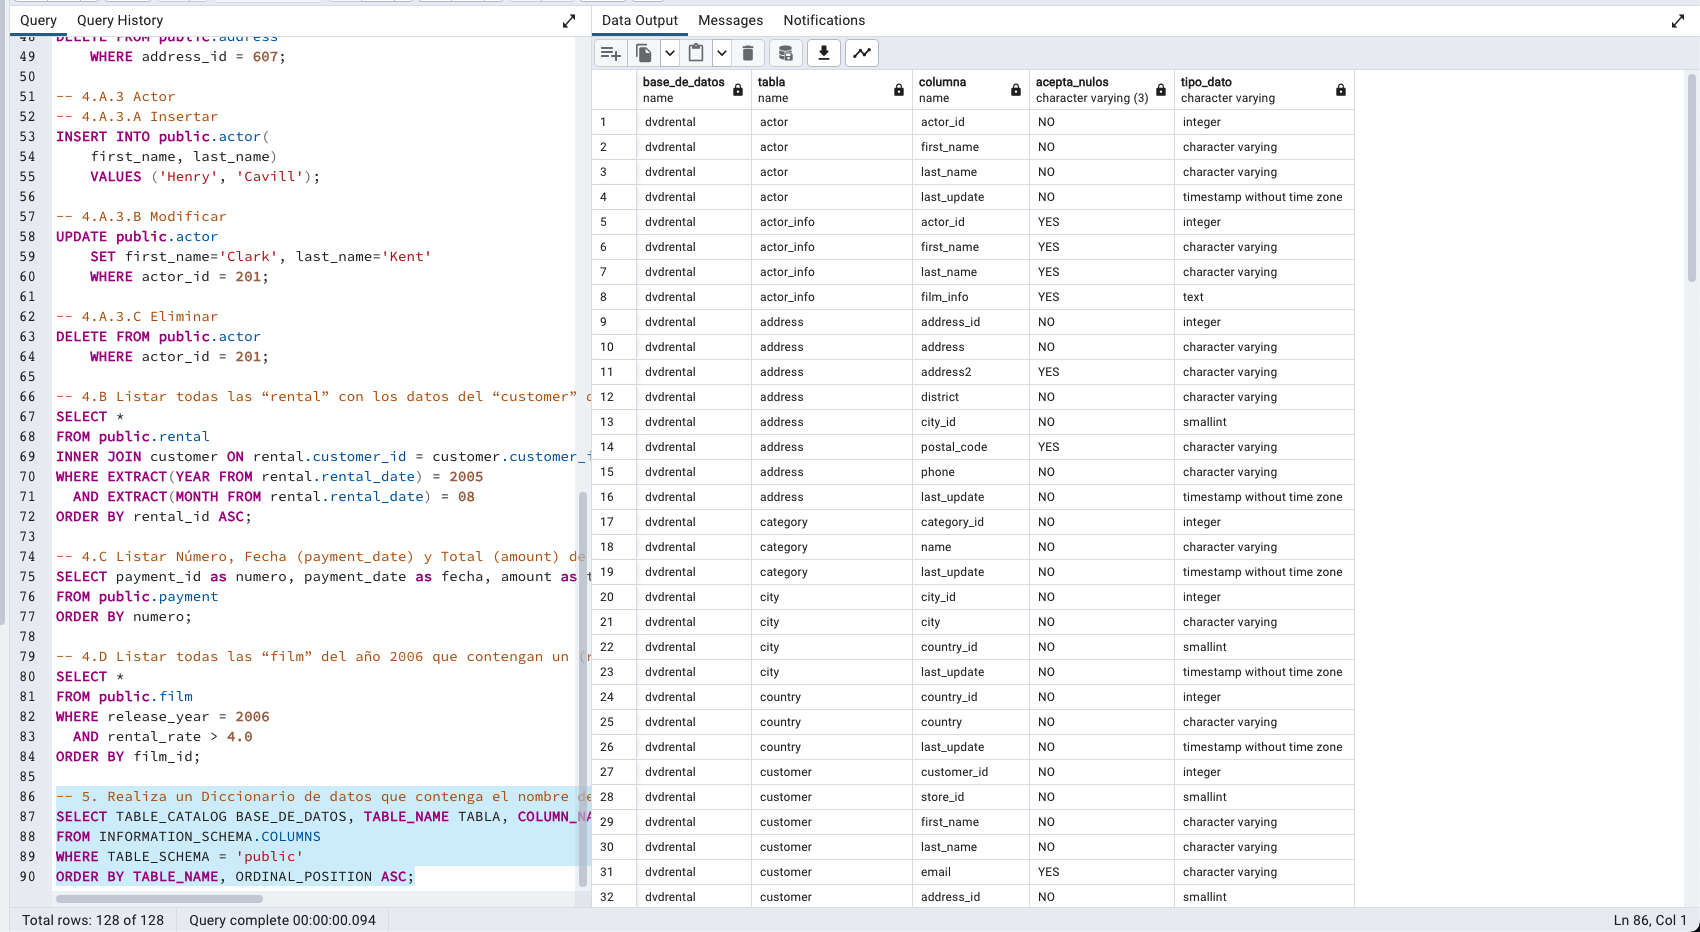 Query Query History
48 DELETE FROM public.address
49 WHERE address_id = 607;
50
51 -- 4.A.3 Actor
52 -- 4.A.3.A Insertar
53 INSERT INTO public.actor(
54 first_name, last_name)
55 VALUES ('Henry', 'Cavill');
56
57 -- 4.A.3.B Modificar
58 UPDATE public.actor
59 SET first_name='Clark', last_name='Kent'
60 WHERE actor_id = 201;
61
62 -- 4.A.3.C Eliminar
63 DELETE FROM public.actor
64 WHERE actor_id = 201;
65
66 -- 4.B Listar todas las “rental” con los datos del “customer”
67 SELECT *
68 FROM public.rental
69 INNER JOIN customer ON rental.customer_id = customer.customer_i
70 WHERE EXTRACT(YEAR FROM rental.rental_date) = 2005
71 AND EXTRACT(MONTH FROM rental.rental_date) = 08
72 ORDER BY rental_id ASC;
73
74 -- 4.C Listar Número, Fecha (payment_date) y Total (amount) de
75 SELECT payment_id as numero, payment_date as fecha, amount as t
76 FROM public.payment
77 ORDER BY numero;
78
79 -- 4.D Listar todas las “film” del año 2006 que contengan un (r
80 SELECT *
81 FROM public.film
82 WHERE release_year = 2006
83 AND rental_rate > 4.0
84 ORDER BY film_id;
85
86 -- 5. Realiza un Diccionario de datos que contenga el nombre de
87 SELECT TABLE_CATALOG BASE_DE_DATOS, TABLE_NAME TABLA, COLUMN_NA
88 FROM INFORMATION_SCHEMA.COLUMNS
89 WHERE TABLE_SCHEMA = 'public'
90 ORDER BY TABLE_NAME, ORDINAL_POSITION ASC;
Data Output Messages Notifications
base_de_datos tabla columna acepta_nulos tipo_dato
name name name character varying (3) character varying
1 dvdrental actor actor_id NO integer
2 dvdrental actor first_name NO character varying
3 dvdrental actor last_name NO character varying
4 dvdrental actor last_update NO timestamp without time zone
5 dvdrental actor_info actor_id YES integer
6 dvdrental actor_info first_name YES character varying
7 dvdrental actor_info last_name YES character varying
8 dvdrental actor_info film_info YES text
9 dvdrental address address_id NO integer
10 dvdrental address address NO character varying
11 dvdrental address address2 YES character varying
12 dvdrental address district NO character varying
13 dvdrental address city_id NO smallint
14 dvdrental address postal_code YES character varying
15 dvdrental address phone NO character varying
16 dvdrental address last_update NO timestamp without time zone
17 dvdrental category category_id NO integer
18 dvdrental category name NO character varying
19 dvdrental category last_update NO timestamp without time zone
20 dvdrental city city_id NO integer
21 dvdrental city city NO character varying
22 dvdrental city country_id NO smallint
23 dvdrental city last_update NO timestamp without time zone
24 dvdrental country country_id NO integer
25 dvdrental country country NO character varying
26 dvdrental country last_update NO timestamp without time zone
27 dvdrental customer customer_id NO integer
28 dvdrental customer store_id NO smallint
29 dvdrental customer first_name NO character varying
30 dvdrental customer last_name NO character varying
31 dvdrental customer email YES character varying
32 dvdrental customer address_id NO smallint
Total rows: 128 of 128 Query complete 00:00:00.094 Ln 86, Col 1